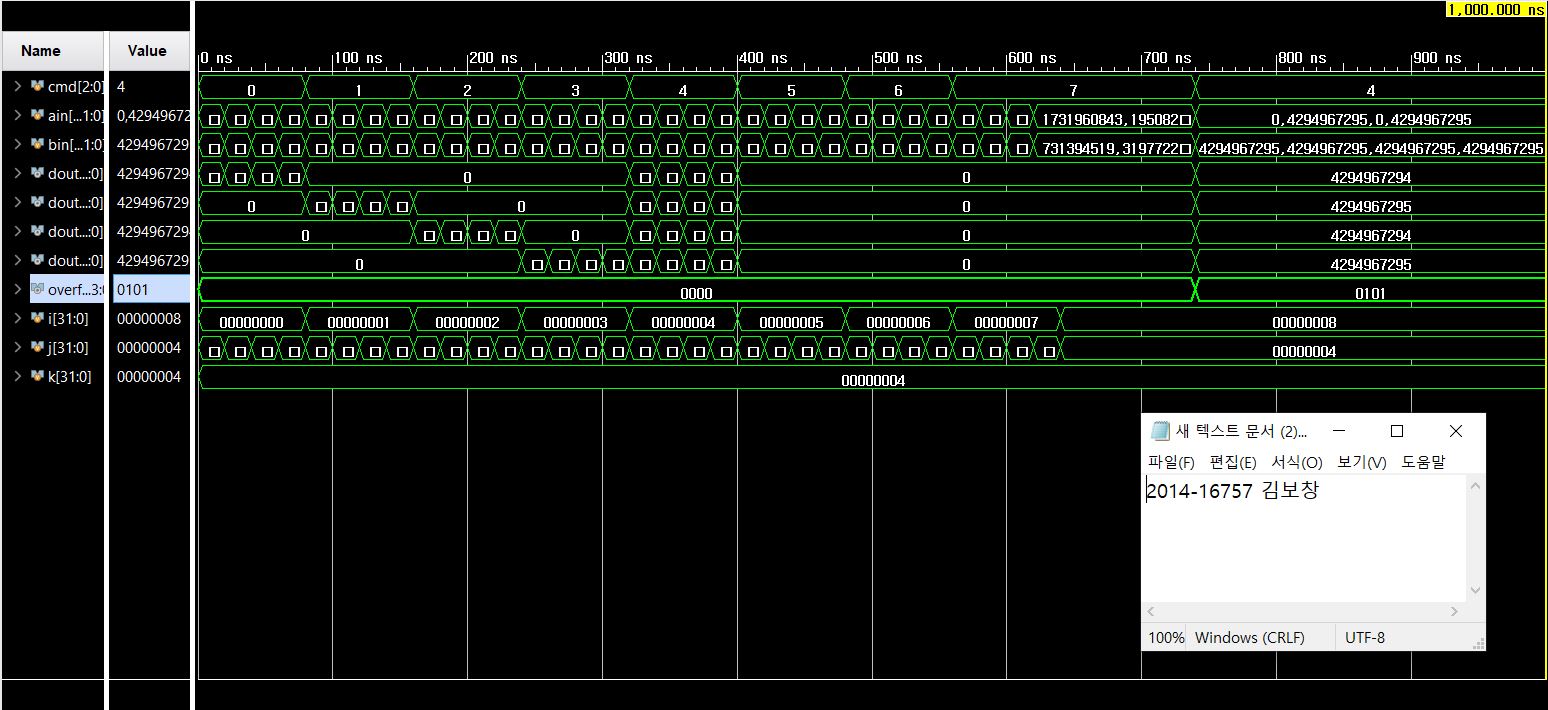 1,000.000 ns
Name Value
0 ns 100 ns 200 ns 300 ns 400 ns 500 ns 600 ns 700 ns 800 ns 900 ns
cmd[2:0] 4 0 1 2 3 4 5 6 7 4
ain[...1:0] 0,42949672 1731960843,195082 0,4294967295,0,4294967295
bin[...1:0] 429496729 731394519,3197722 4294967295,4294967295,4294967295,4294967295
dout...:0] 429496729 0 4294967294
dout...:0] 429496729 0 0 0 4294967295
dout...:0] 429496729 0 0 0 4294967294
dout...:0] 429496729 0 0 4294967295
overf...3:0 0101 0000 0101
i[31:0] 00000008 00000000 00000001 00000002 00000003 00000004 00000005 00000006 00000007 00000008
j[31:0] 00000004 00000004
k[31:0] 00000004 00000004
새 텍스트 문서 (2)...
파일(F) 편집(E) 서식(O) 보기(V) 도움말
2014-16757 김보창
100% Windows (CRLF) UTF-8